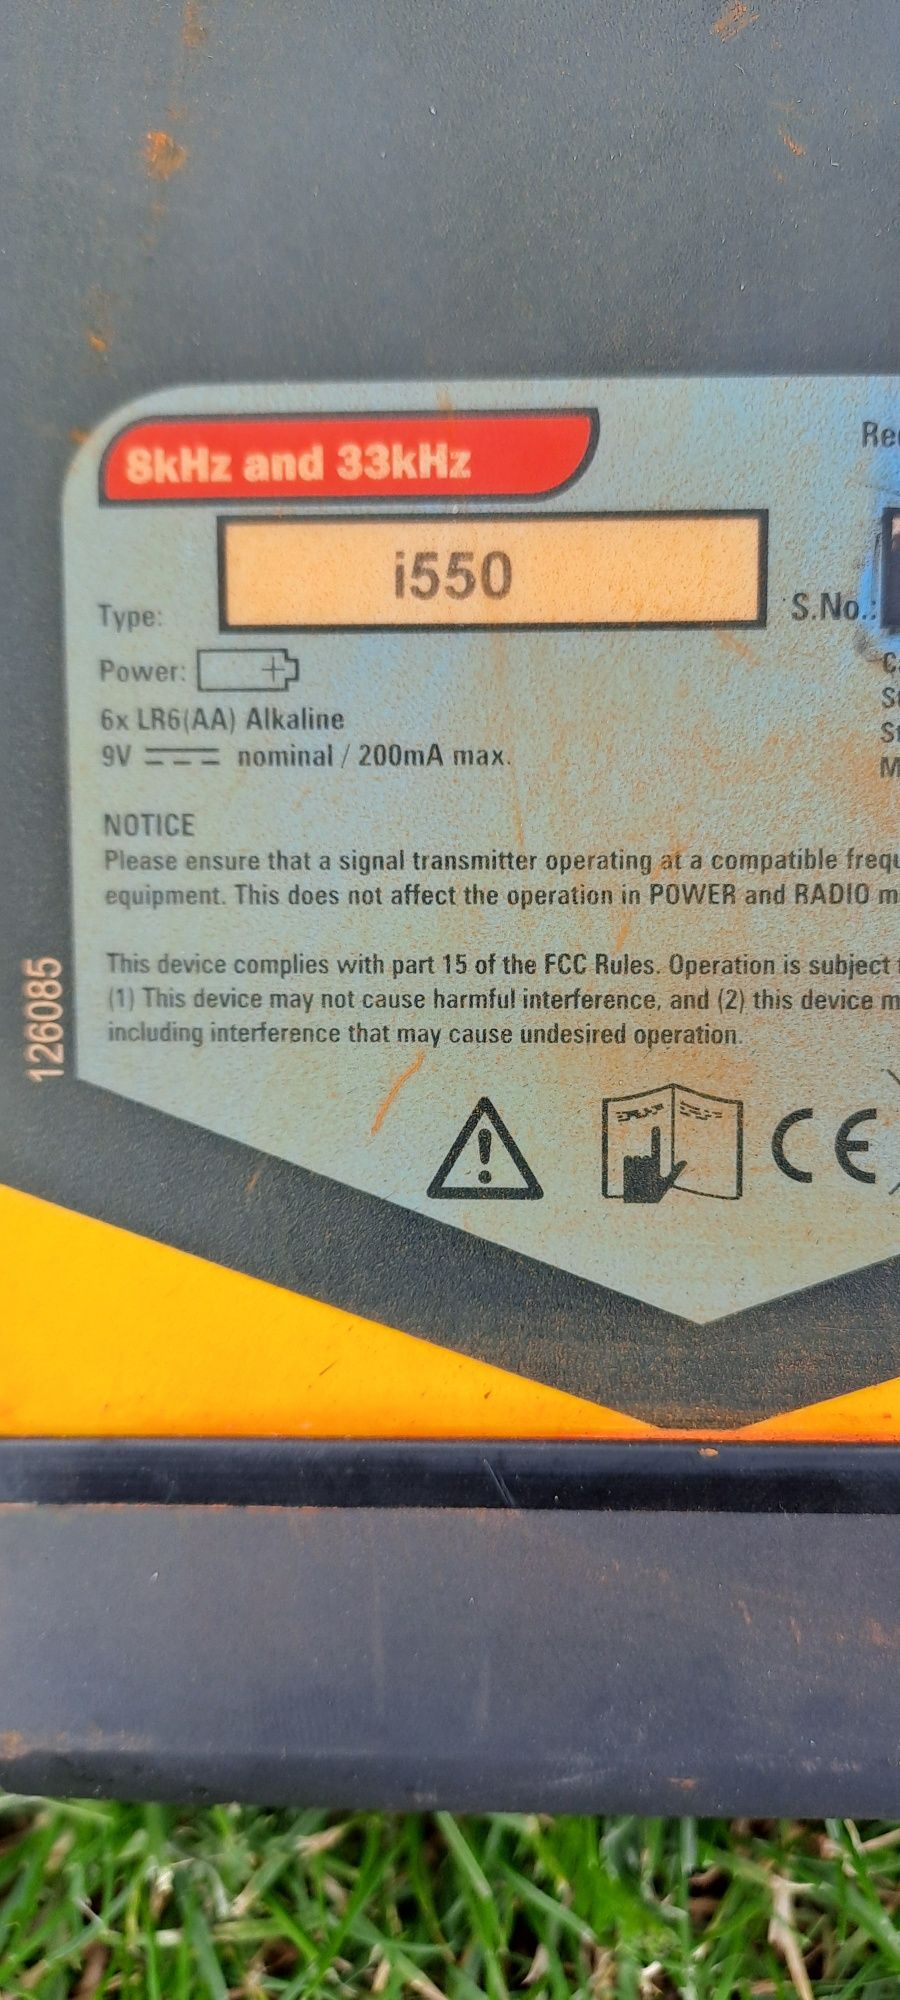 8kHz and 33kHz
Rec
i550
Type:
S.No.:
Power:
6x LR6(AA) Alkaline
9V nominal / 200mA max.
NOTICE
Please ensure that a signal transmitter operating at a compatible frequ
equipment. This does not affect the operation in POWER and RADIO m
This device complies with part 15 of the FCC Rules. Operation is subject t
(1) This device may not cause harmful interference, and (2) this device m
including interference that may cause undesired operation.
126085
CE